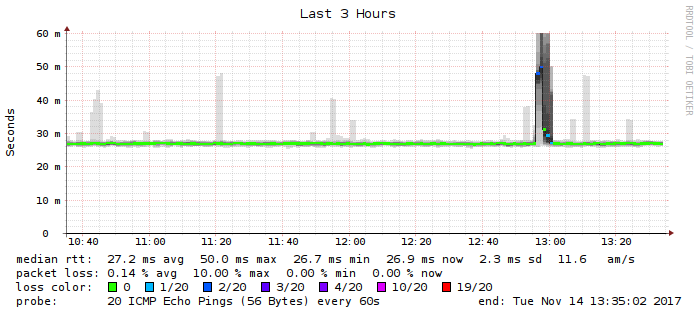 Last 3 Hours
RRDTOOL / TOBI OETIKER
Seconds
60 m
50 m
40 m
30 m
20 m
10 m
0
10:40 11:00 11:20 11:40 12:00 12:20 12:40 13:00 13:20
median rtt: 27.2 ms avg 50.0 ms max 26.7 ms min 26.9 ms now 2.3 ms sd 11.6 am/s
packet loss: 0.14 % avg 10.00 % max 0.00 % min 0.00 % now
loss color: 0 1/20 2/20 3/20 4/20 10/20 19/20
probe: 20 ICMP Echo Pings (56 Bytes) every 60s end: Tue Nov 14 13:35:02 2017